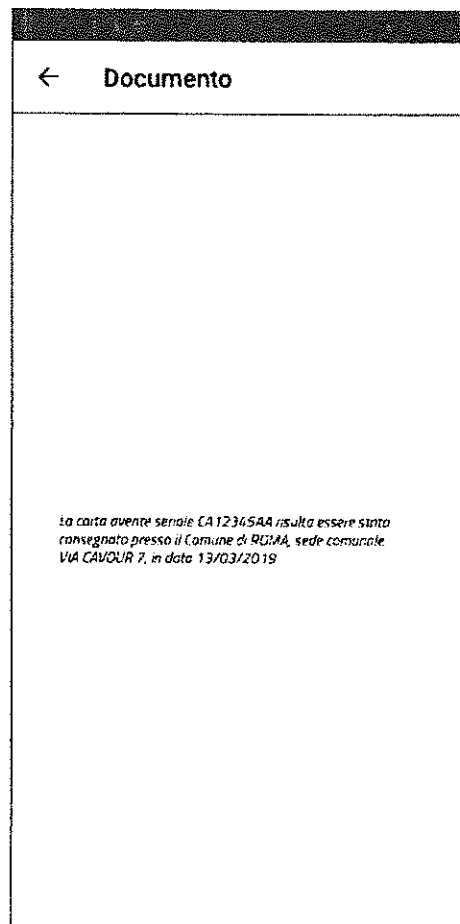 Documento
La carta avente seriale CA12345AA risulta essere stata
consegnata presso il Comune di ROMA, sede comunale
VIA CAVOUR 7, in data 13/03/2019